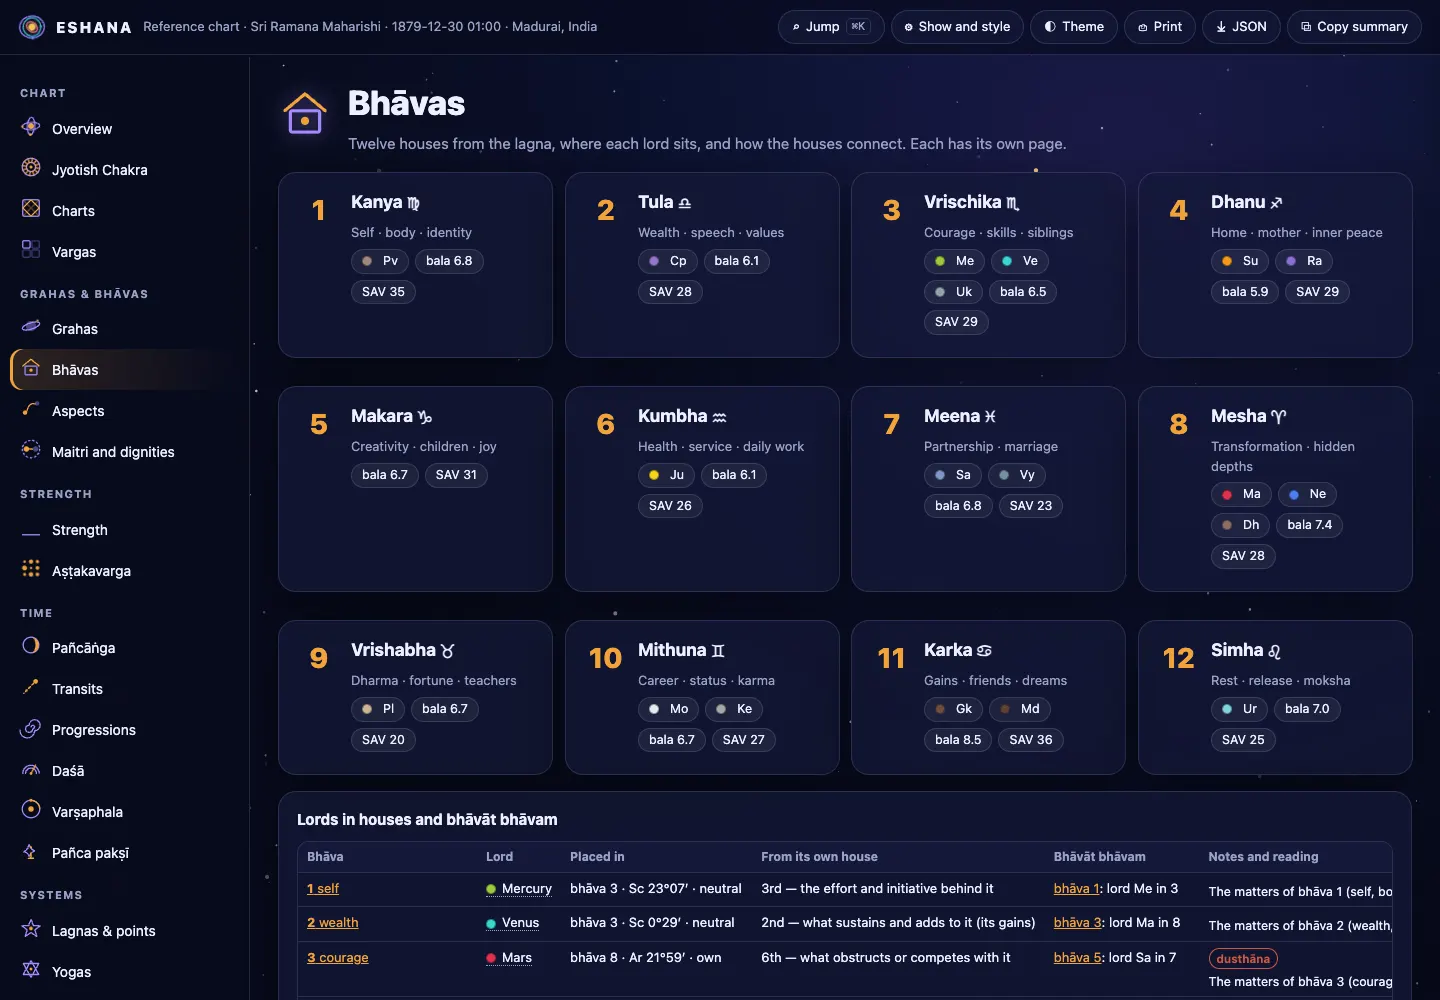 ESHANA Reference chart · Sri Ramana Maharishi · 1879-12-30 01:00 · Madurai, India
Jump ⌘K Show and style Theme Print JSON Copy summary
CHART
Overview
Jyotish Chakra
Charts
Vargas
GRAHAS & BHĀVAS
Grahas
Bhāvas
Aspects
Maitri and dignities
STRENGTH
Strength
Aṣṭakavarga
TIME
Pañcāṅga
Transits
Progressions
Daśā
Varṣaphala
Pañca pakṣī
SYSTEMS
Lagnas & points
Yogas
Bhāvas
Twelve houses from the lagna, where each lord sits, and how the houses connect. Each has its own page.
1 Kanya ♍︎
Self · body · identity
Pv bala 6.8
SAV 35
2 Tula ♎︎
Wealth · speech · values
Cp bala 6.1
SAV 28
3 Vrischika ♏︎
Courage · skills · siblings
Me Ve
Uk bala 6.5
SAV 29
4 Dhanu ♐︎
Home · mother · inner peace
Su Ra
bala 5.9 SAV 29
5 Makara ♑︎
Creativity · children · joy
bala 6.7 SAV 31
6 Kumbha ♒︎
Health · service · daily work
Ju bala 6.1
SAV 26
7 Meena ♓︎
Partnership · marriage
Sa Vy
bala 6.8 SAV 23
8 Mesha ♈︎
Transformation · hidden
depths
Ma Ne
Dh bala 7.4
SAV 28
9 Vrishabha ♉︎
Dharma · fortune · teachers
Pl bala 6.7
SAV 20
10 Mithuna ♊︎
Career · status · karma
Mo Ke
bala 6.7 SAV 27
11 Karka ♋︎
Gains · friends · dreams
Gk Md
bala 8.5 SAV 36
12 Simha ♌︎
Rest · release · moksha
Ur bala 7.0
SAV 25
Lords in houses and bhāvāt bhāvam
Bhāva Lord Placed in From its own house Bhāvāt bhāvam Notes and reading
1 self Mercury bhāva 3 · Sc 23°07′ · neutral 3rd — the effort and initiative behind it bhāva 1: lord Me in 3 The matters of bhāva 1 (self, bo
2 wealth Venus bhāva 3 · Sc 0°29′ · neutral 2nd — what sustains and adds to it (its gains) bhāva 3: lord Ma in 8 The matters of bhāva 2 (wealth,
3 courage Mars bhāva 8 · Ar 21°59′ · own 6th — what obstructs or competes with it bhāva 5: lord Sa in 7 dusthāna
The matters of bhāva 3 (courag